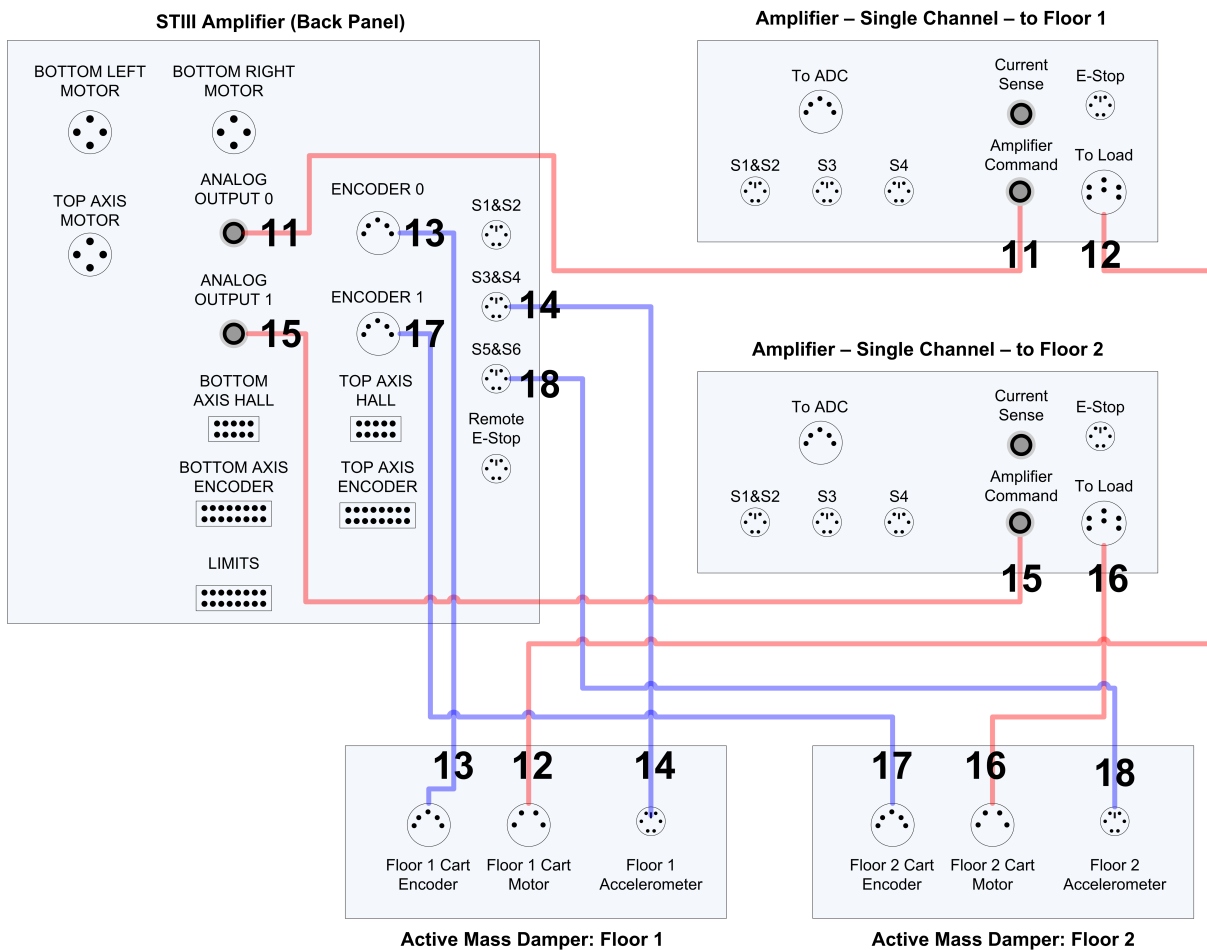 STIII Amplifier (Back Panel)
BOTTOM LEFT
MOTOR
BOTTOM RIGHT
MOTOR
TOP AXIS
MOTOR
ANALOG
OUTPUT 0
11
ENCODER 0
13
S1&S2
ANALOG
OUTPUT 1
15
ENCODER 1
17
S3&S4
14
S5&S6
18
BOTTOM
AXIS HALL
TOP AXIS
HALL
Remote
E-Stop
BOTTOM AXIS
ENCODER
TOP AXIS
ENCODER
LIMITS
Amplifier – Single Channel – to Floor 1
To ADC
Current
Sense
E-Stop
S1&S2
S3
S4
Amplifier
Command
To Load
11
12
Amplifier – Single Channel – to Floor 2
To ADC
Current
Sense
E-Stop
S1&S2
S3
S4
Amplifier
Command
To Load
15
16
13
12
14
Floor 1 Cart
Encoder
Floor 1 Cart
Motor
Floor 1
Accelerometer
Active Mass Damper: Floor 1
17
16
18
Floor 2 Cart
Encoder
Floor 2 Cart
Motor
Floor 2
Accelerometer
Active Mass Damper: Floor 2